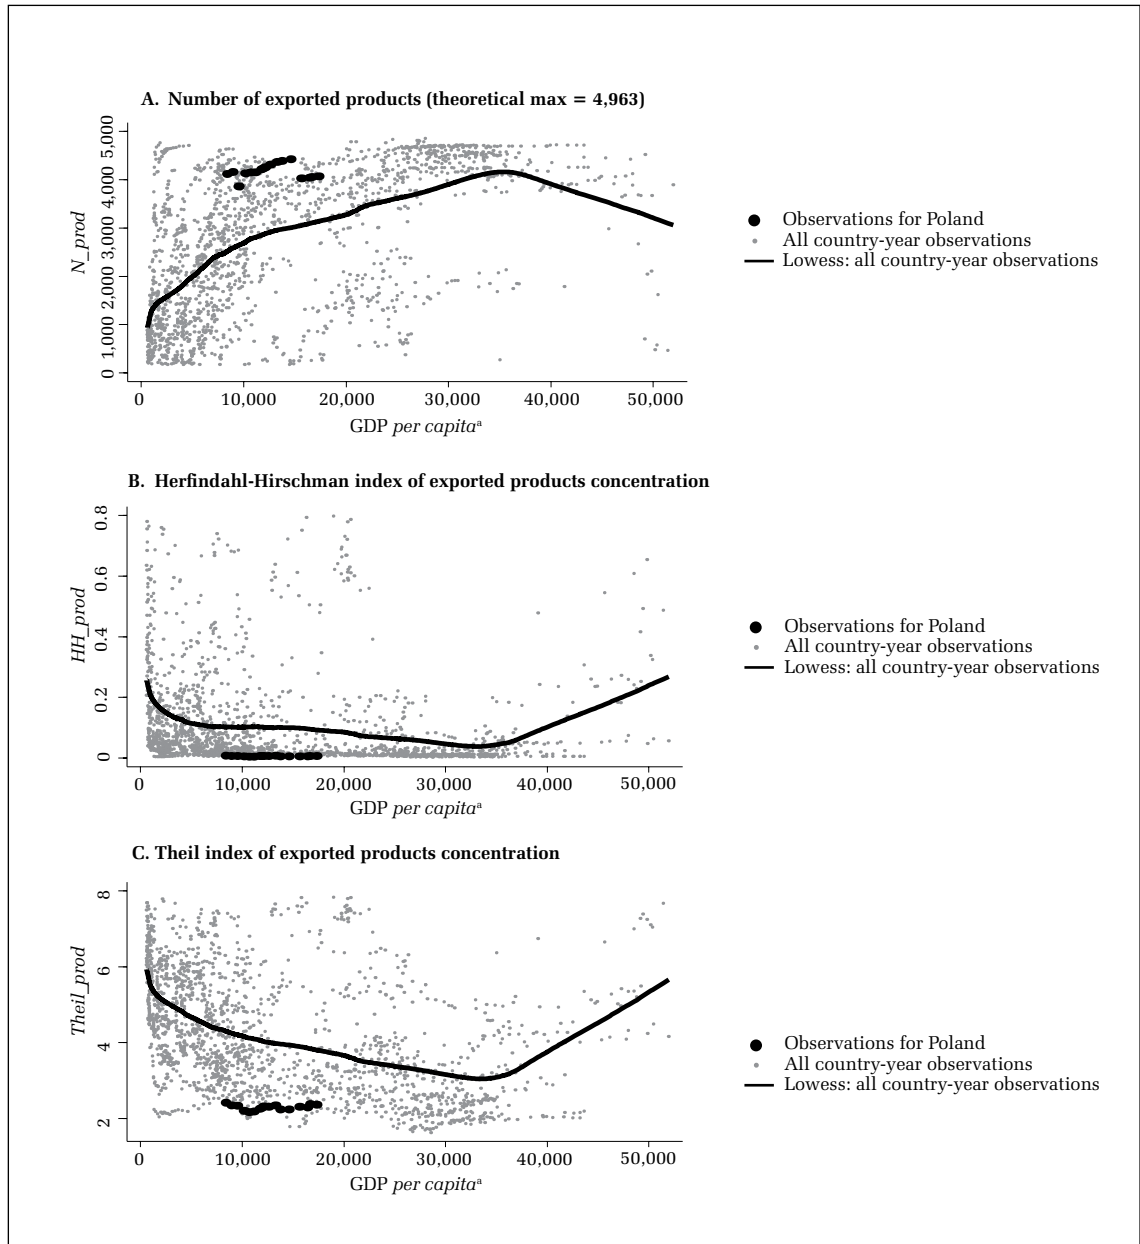 A. Number of exported products (theoretical max = 4,963)
N_prod
5,000
4,000
3,000
2,000
1,000
0
0 10,000 20,000 30,000 40,000 50,000
GDP per capitaᵃ
Observations for Poland
All country-year observations
Lowess: all country-year observations
B. Herfindahl-Hirschman index of exported products concentration
HH_prod
0.8
0.6
0.4
0.2
0
0 10,000 20,000 30,000 40,000 50,000
GDP per capitaᵃ
Observations for Poland
All country-year observations
Lowess: all country-year observations
C. Theil index of exported products concentration
Theil_prod
8
6
4
2
0 10,000 20,000 30,000 40,000 50,000
GDP per capitaᵃ
Observations for Poland
All country-year observations
Lowess: all country-year observations